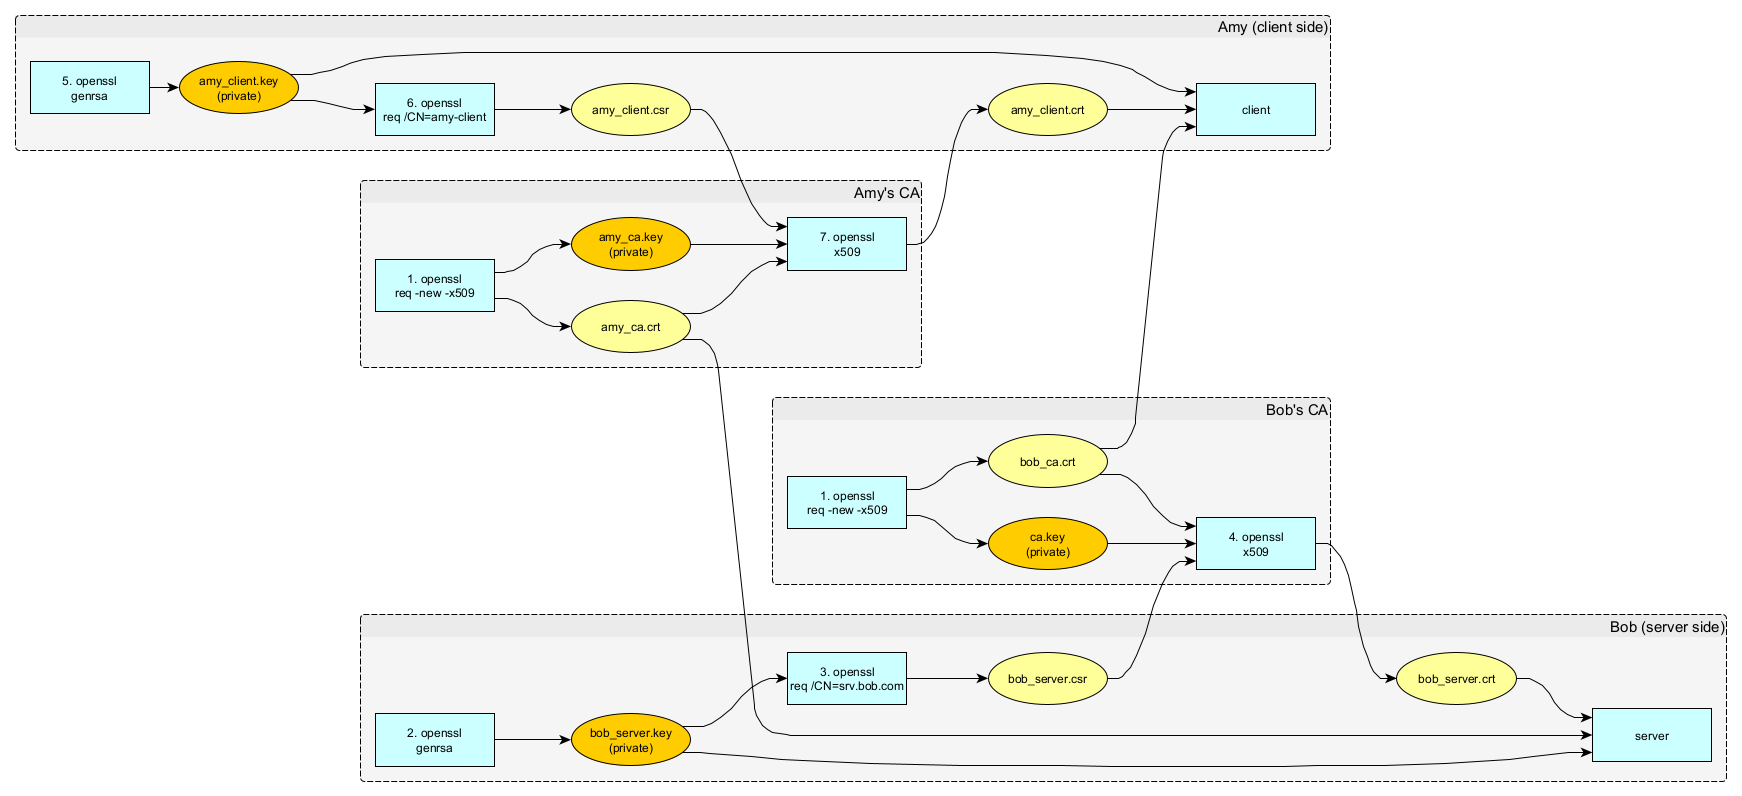 Amy (client side)
5. openssl
genrsa
amy_client.key
(private)
6. openssl
req /CN=amy-client
amy_client.csr
amy_client.crt
client
Amy's CA
1. openssl
req -new -x509
amy_ca.key
(private)
amy_ca.crt
7. openssl
x509
Bob's CA
1. openssl
req -new -x509
bob_ca.crt
ca.key
(private)
4. openssl
x509
Bob (server side)
2. openssl
genrsa
bob_server.key
(private)
3. openssl
req /CN=srv.bob.com
bob_server.csr
bob_server.crt
server